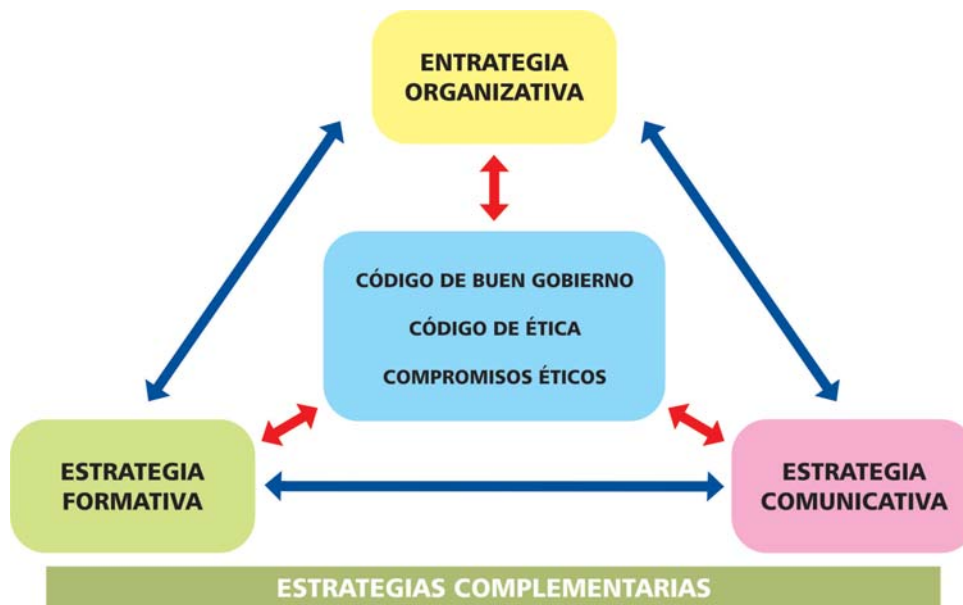 ENTRATEGIA
ORGANIZATIVA
CÓDIGO DE BUEN GOBIERNO
CÓDIGO DE ÉTICA
COMPROMISOS ÉTICOS
ESTRATEGIA
FORMATIVA
ESTRATEGIA
COMUNICATIVA
ESTRATEGIAS COMPLEMENTARIAS